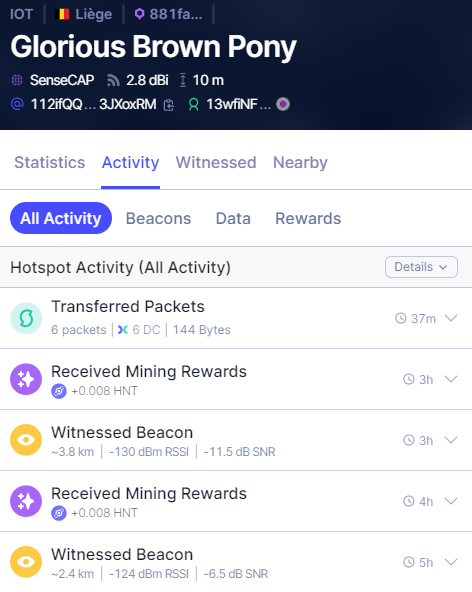 IOT | Liège | 881fa... |
Glorious Brown Pony
SenseCAP 2.8 dBi 10 m
112ifQQ...3JXoxRM 13wfiNF...
Statistics Activity Witnessed Nearby
All Activity Beacons Data Rewards
Hotspot Activity (All Activity) Details
Transferred Packets
6 packets | 6 DC | 144 Bytes 37m
Received Mining Rewards
+0.008 HNT 3h
Witnessed Beacon
~3.8 km | -130 dBm RSSI | -11.5 dB SNR 3h
Received Mining Rewards
+0.008 HNT 4h
Witnessed Beacon
~2.4 km | -124 dBm RSSI | -6.5 dB SNR 5h